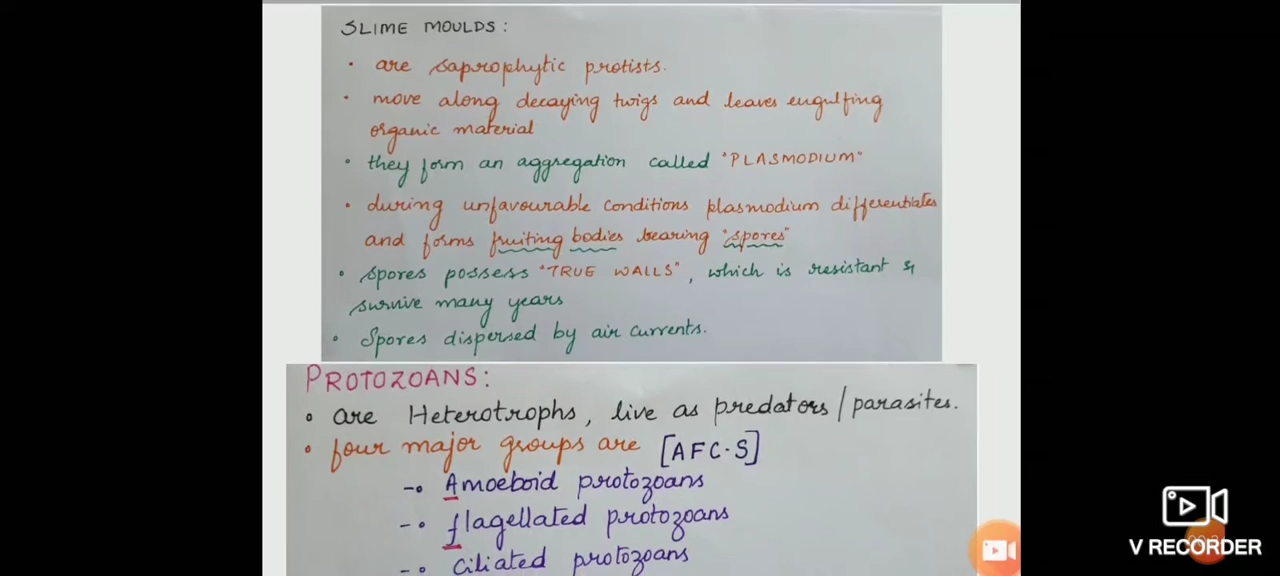 SLIME MOULDS :
• are saprophytic protists.
• move along decaying twigs and leaves engulfing
organic material
• they form an aggregation called "PLASMODIUM"
• during unfavourable conditions plasmodium differentiates
and forms fruiting bodies bearing "spores"
• Spores possess "TRUE WALLS", which is resistant &
survive many years
• Spores dispersed by air currents.
PROTOZOANS :
• are Heterotrophs, live as predators/parasites.
• four major groups are [AFC·S]
-• Amoeboid protozoans
-• flagellated protozoans
-• Ciliated protozoans
V RECORDER